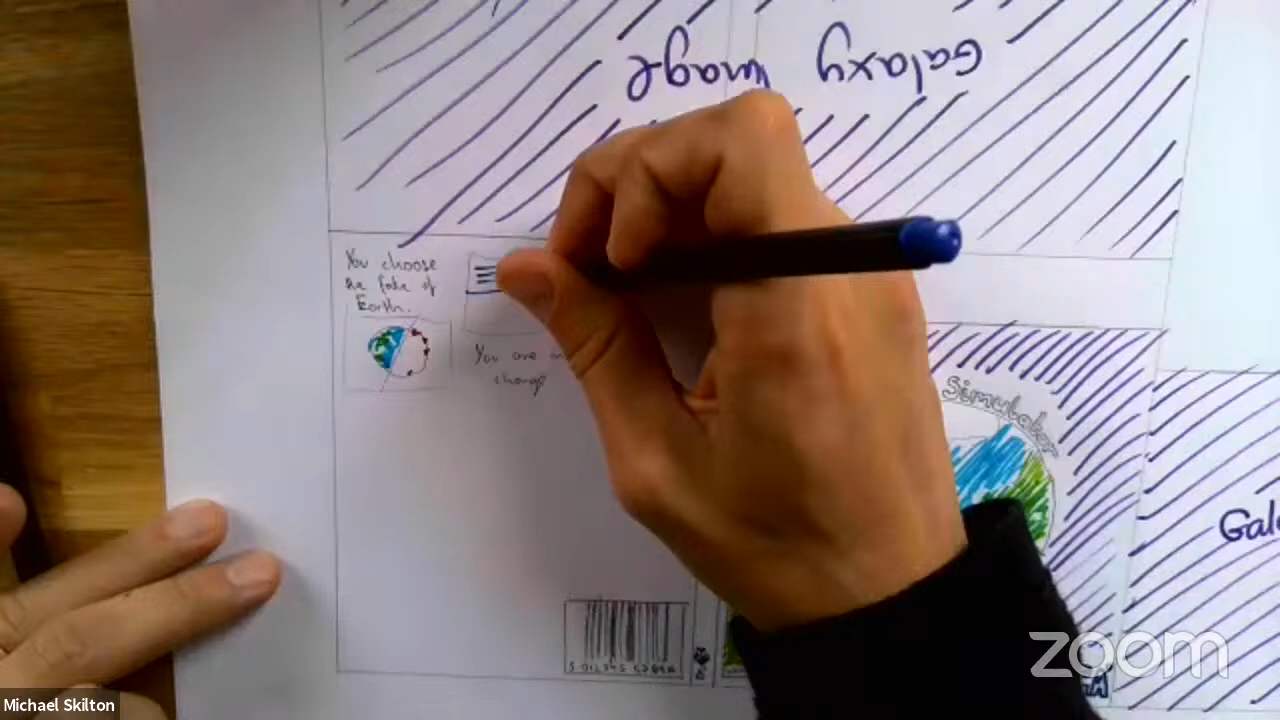 Galaxy Image
You choose
the fate of
Earth.
You are
change
Simulator
Gal
zoom
Michael Skilton